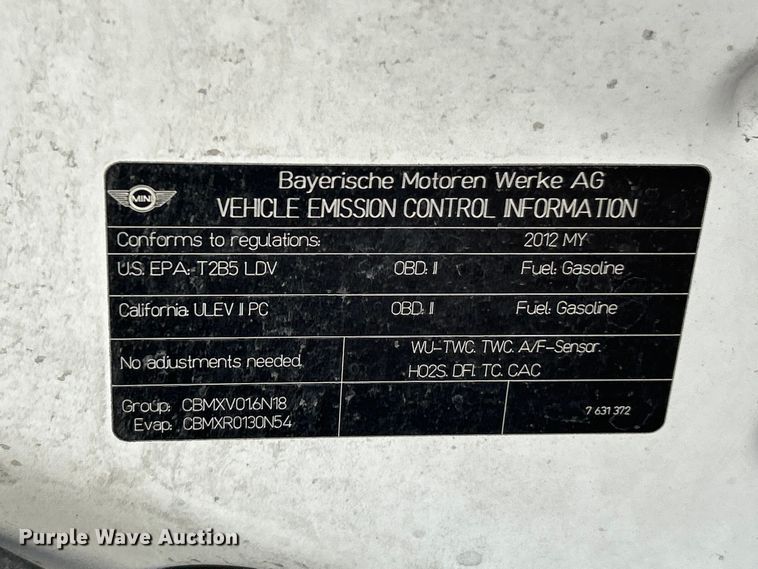 MINI
Bayerische Motoren Werke AG
VEHICLE EMISSION CONTROL INFORMATION
Conforms to regulations: 2012 MY
U.S. EPA: T2B5 LDV OBD: II Fuel: Gasoline
California: ULEV II PC OBD: II Fuel: Gasoline
No adjustments needed.
WU-TWC, TWC, A/F-Sensor,
HO2S, DFI, TC, CAC
Group: CBMXV01.6N18
Evap: CBMXR0130N54
7 631 372
Purple Wave Auction